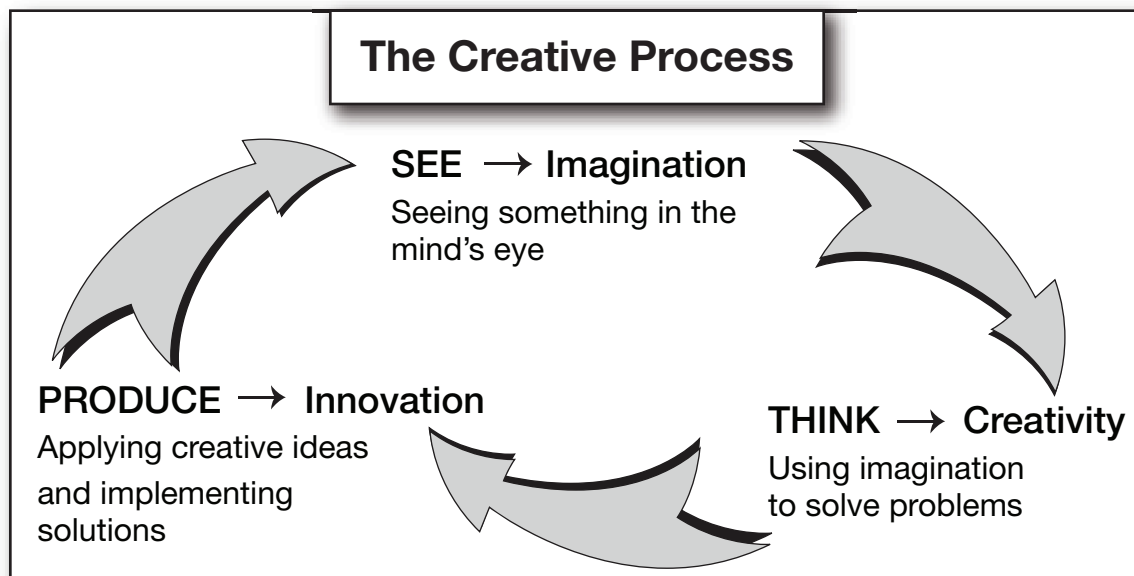 The Creative Process
SEE → Imagination
Seeing something in the
mind’s eye
PRODUCE → Innovation
Applying creative ideas
and implementing
solutions
THINK → Creativity
Using imagination
to solve problems